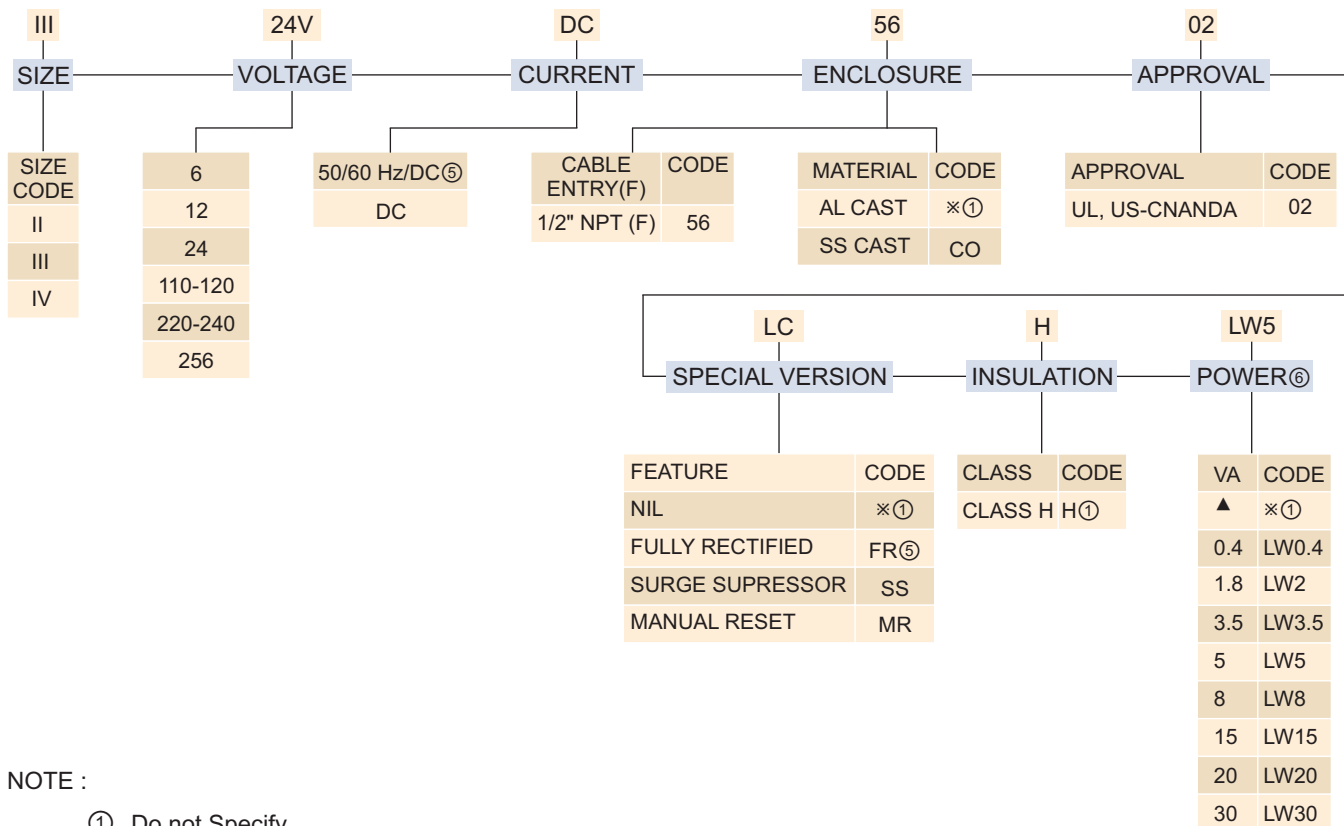 III 24V DC 56 02
SIZE VOLTAGE CURRENT ENCLOSURE APPROVAL
SIZE CODE
II
III
IV
6
12
24
110-120
220-240
256
50/60 Hz/DC⑤
DC
CABLE ENTRY(F) CODE
1/2" NPT (F) 56
MATERIAL CODE
AL CAST ※①
SS CAST CO
APPROVAL CODE
UL, US-CNANDA 02
LC H LW5
SPECIAL VERSION INSULATION POWER⑥
FEATURE CODE
NIL ※①
FULLY RECTIFIED FR⑤
SURGE SUPRESSOR SS
MANUAL RESET MR
CLASS CODE
CLASS H H①
VA CODE
▲ ※①
0.4 LW0.4
1.8 LW2
3.5 LW3.5
5 LW5
8 LW8
15 LW15
20 LW20
30 LW30
NOTE :
① Do not Specify